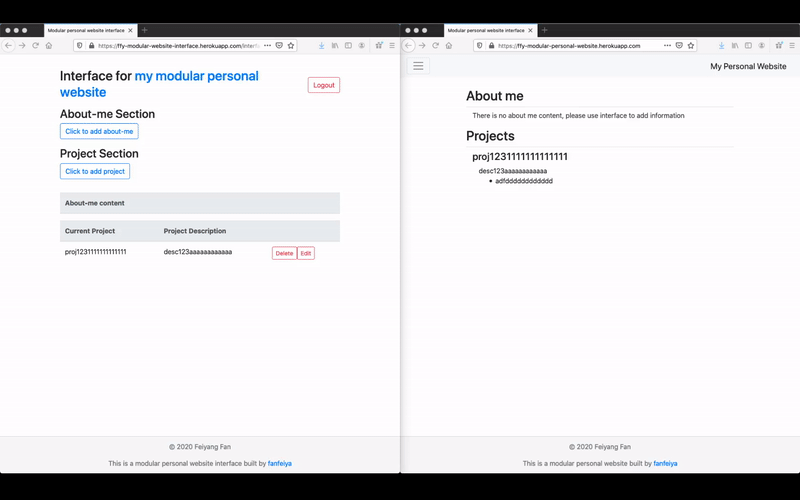 Modular personal website interface
https://ffy-modular-website-interface.herokuapp.com/interf
Interface for my modular personal
website
Logout
About-me Section
Click to add about-me
Project Section
Click to add project
About-me content
Current Project Project Description
proj1231111111111111 desc123aaaaaaaaaaaa Delete Edit
© 2020 Feiyang Fan
This is a modular personal website interface built by fanfeiya
Modular personal website interface
https://ffy-modular-personal-website.herokuapp.com
My Personal Website
About me
There is no about me content, please use interface to add information
Projects
proj1231111111111111
desc123aaaaaaaaaaaa
adfdddddddddddd
© 2020 Feiyang Fan
This is a modular personal website built by fanfeiya